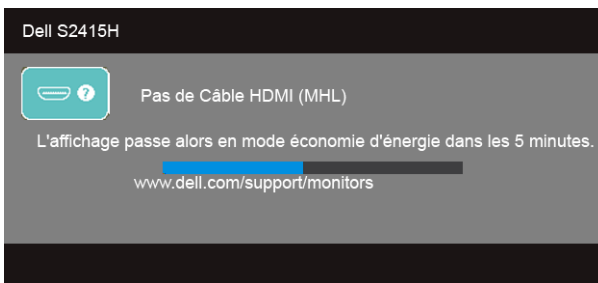 Dell S2415H
?
Pas de Câble HDMI (MHL)
L'affichage passe alors en mode économie d'énergie dans les 5 minutes.
www.dell.com/support/monitors